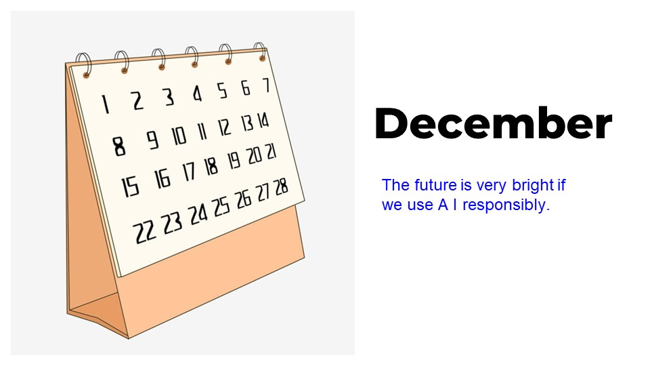 1 2 3 4 5 6 7
8 9 10 11 12 13 14
15 16 17 18 19 20 21
22 23 24 25 26 27 28
December
The future is very bright if
we use A I responsibly.